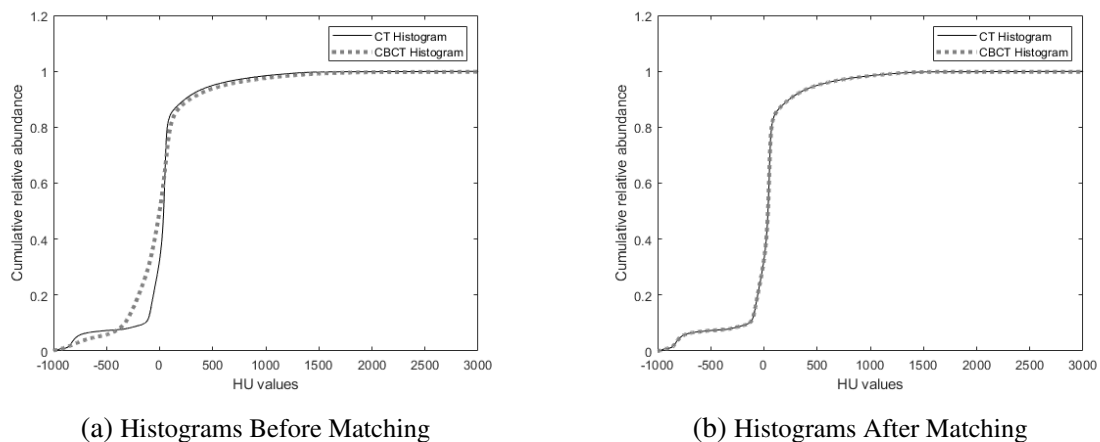 1.2
1
0.8
0.6
0.4
0.2
0
Cumulative relative abundance
CT Histogram
CBCT Histogram
-1000 -500 0 500 1000 1500 2000 2500 3000
HU values
(a) Histograms Before Matching
1.2
1
0.8
0.6
0.4
0.2
0
Cumulative relative abundance
CT Histogram
CBCT Histogram
-1000 -500 0 500 1000 1500 2000 2500 3000
HU values
(b) Histograms After Matching